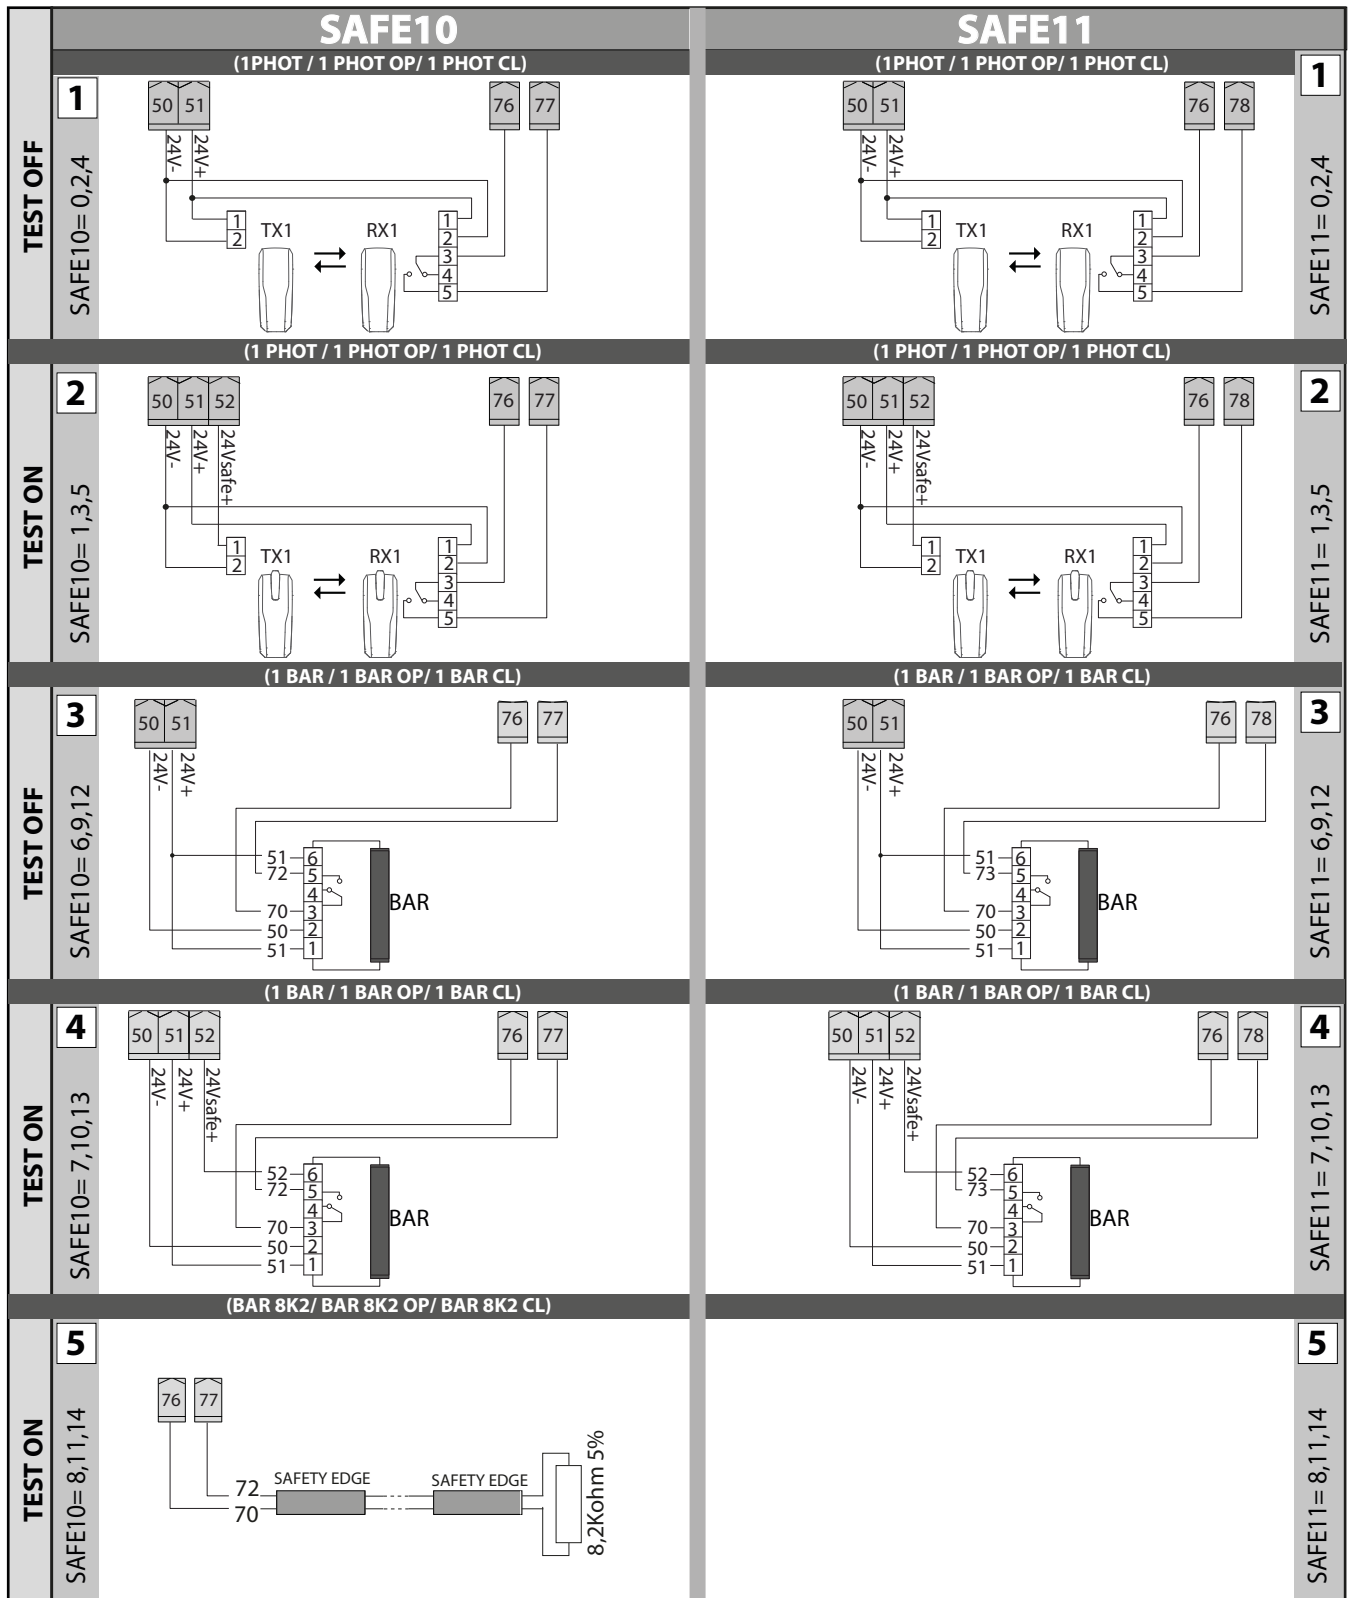 SAFE10
SAFE11
(1PHOT / 1 PHOT OP/ 1 PHOT CL)
(1PHOT / 1 PHOT OP/ 1 PHOT CL)
TEST OFF
1
SAFE10= 0,2,4
50 51
76 77
24V-
24V+
1
2
TX1
RX1
1
2
3
4
5
50 51
76 78
24V-
24V+
1
2
TX1
RX1
1
2
3
4
5
1
SAFE11= 0,2,4
(1 PHOT / 1 PHOT OP/ 1 PHOT CL)
(1 PHOT / 1 PHOT OP/ 1 PHOT CL)
TEST ON
2
SAFE10= 1,3,5
50 51 52
76 77
24V-
24V+
24Vsafe+
1
2
TX1
RX1
1
2
3
4
5
50 51 52
76 78
24V-
24V+
24Vsafe+
1
2
TX1
RX1
1
2
3
4
5
2
SAFE11= 1,3,5
(1 BAR / 1 BAR OP/ 1 BAR CL)
(1 BAR / 1 BAR OP/ 1 BAR CL)
TEST OFF
3
SAFE10= 6,9,12
50 51
76 77
24V-
24V+
51 6
72 5
4
70 3
50 2
51 1
BAR
50 51
76 78
24V-
24V+
51 6
73 5
4
70 3
50 2
51 1
BAR
3
SAFE11= 6,9,12
(1 BAR / 1 BAR OP/ 1 BAR CL)
(1 BAR / 1 BAR OP/ 1 BAR CL)
TEST ON
4
SAFE10= 7,10,13
50 51 52
76 77
24V-
24V+
24Vsafe+
52 6
72 5
4
70 3
50 2
51 1
BAR
50 51 52
76 78
24V-
24V+
24Vsafe+
52 6
73 5
4
70 3
50 2
51 1
BAR
4
SAFE11= 7,10,13
(BAR 8K2/ BAR 8K2 OP/ BAR 8K2 CL)
TEST ON
5
SAFE10= 8,11,14
76 77
72
70
SAFETY EDGE
SAFETY EDGE
8,2Kohm 5%
5
SAFE11= 8,11,14